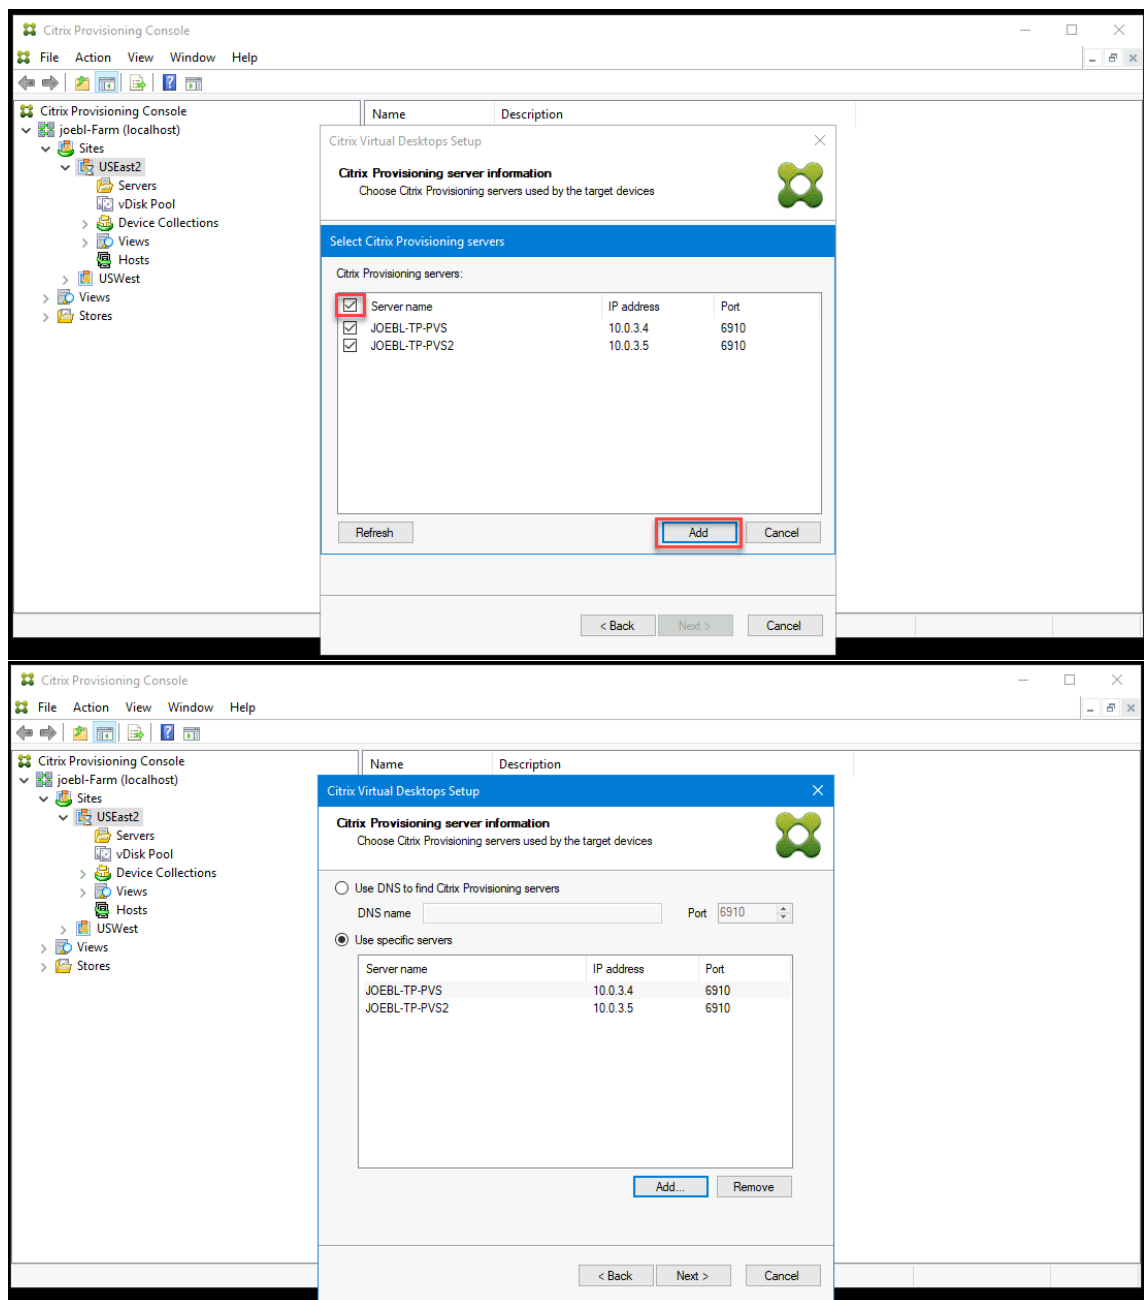 Citrix Provisioning Console
File Action View Window Help
Citrix Provisioning Console
joebl-Farm (localhost)
Sites
USEast2
Servers
vDisk Pool
Device Collections
Views
Hosts
USWest
Views
Stores
Name Description
Citrix Virtual Desktops Setup
Citrix Provisioning server information
Choose Citrix Provisioning servers used by the target devices
Select Citrix Provisioning servers
Citrix Provisioning servers:
Server name IP address Port
JOEBL-TP-PVS 10.0.3.4 6910
JOEBL-TP-PVS2 10.0.3.5 6910
Refresh Add Cancel
< Back Next > Cancel
Citrix Provisioning Console
File Action View Window Help
Citrix Provisioning Console
joebl-Farm (localhost)
Sites
USEast2
Servers
vDisk Pool
Device Collections
Views
Hosts
USWest
Views
Stores
Name Description
Citrix Virtual Desktops Setup
Citrix Provisioning server information
Choose Citrix Provisioning servers used by the target devices
Use DNS to find Citrix Provisioning servers
DNS name Port 6910
Use specific servers
Server name IP address Port
JOEBL-TP-PVS 10.0.3.4 6910
JOEBL-TP-PVS2 10.0.3.5 6910
Add... Remove
< Back Next > Cancel